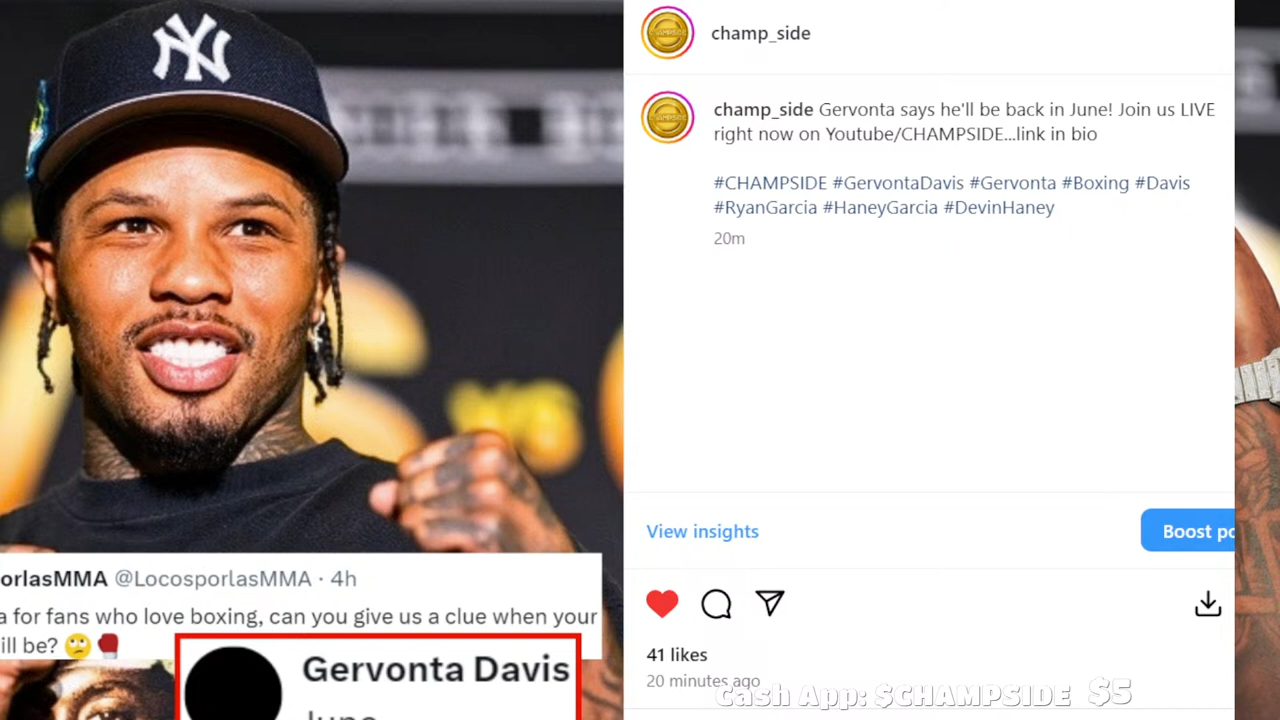 NY
VS
orlasMMA @LocosporlasMMA · 4h
a for fans who love boxing, can you give us a clue when your
ill be? 🙄🥊
Gervonta Davis
June
champ_side
champ_side Gervonta says he'll be back in June! Join us LIVE
right now on Youtube/CHAMPSIDE...link in bio
#CHAMPSIDE #GervontaDavis #Gervonta #Boxing #Davis
#RyanGarcia #HaneyGarcia #DevinHaney
20m
View insights
Boost po
41 likes
20 minutes ago
Cash App: $CHAMPSIDE $5